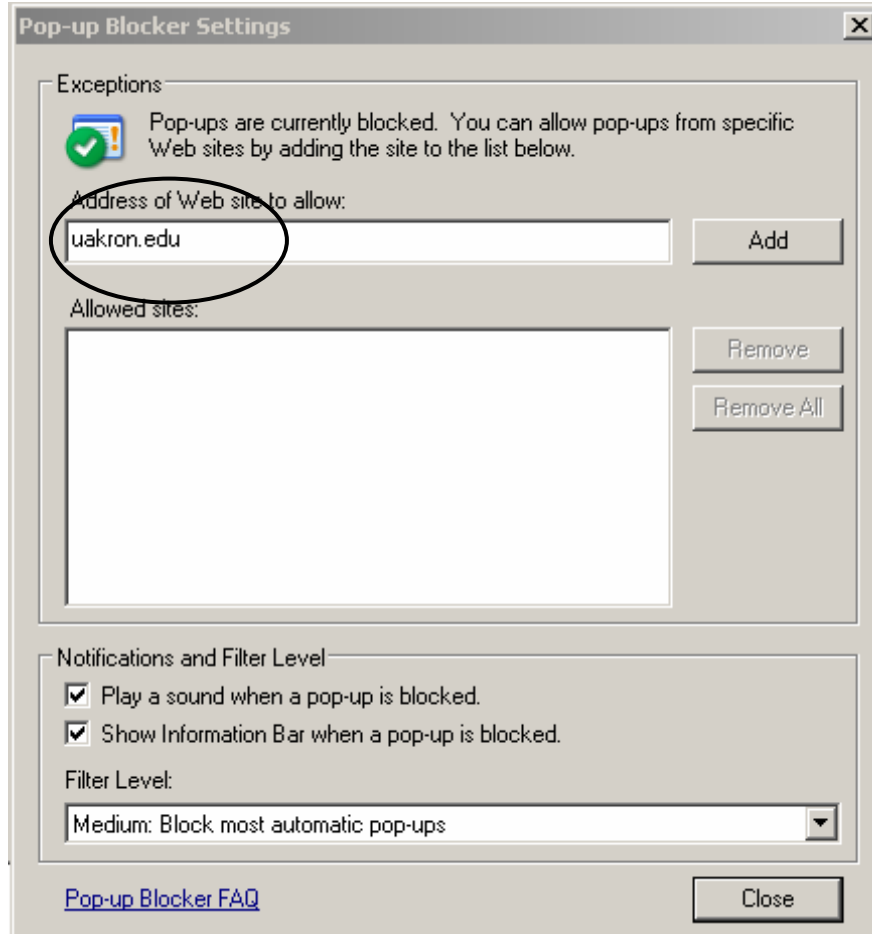 Pop-up Blocker Settings
Exceptions
Pop-ups are currently blocked. You can allow pop-ups from specific
Web sites by adding the site to the list below.
Address of Web site to allow:
uakron.edu
Add
Allowed sites:
Remove
Remove All
Notifications and Filter Level
Play a sound when a pop-up is blocked.
Show Information Bar when a pop-up is blocked.
Filter Level:
Medium: Block most automatic pop-ups
Pop-up Blocker FAQ
Close